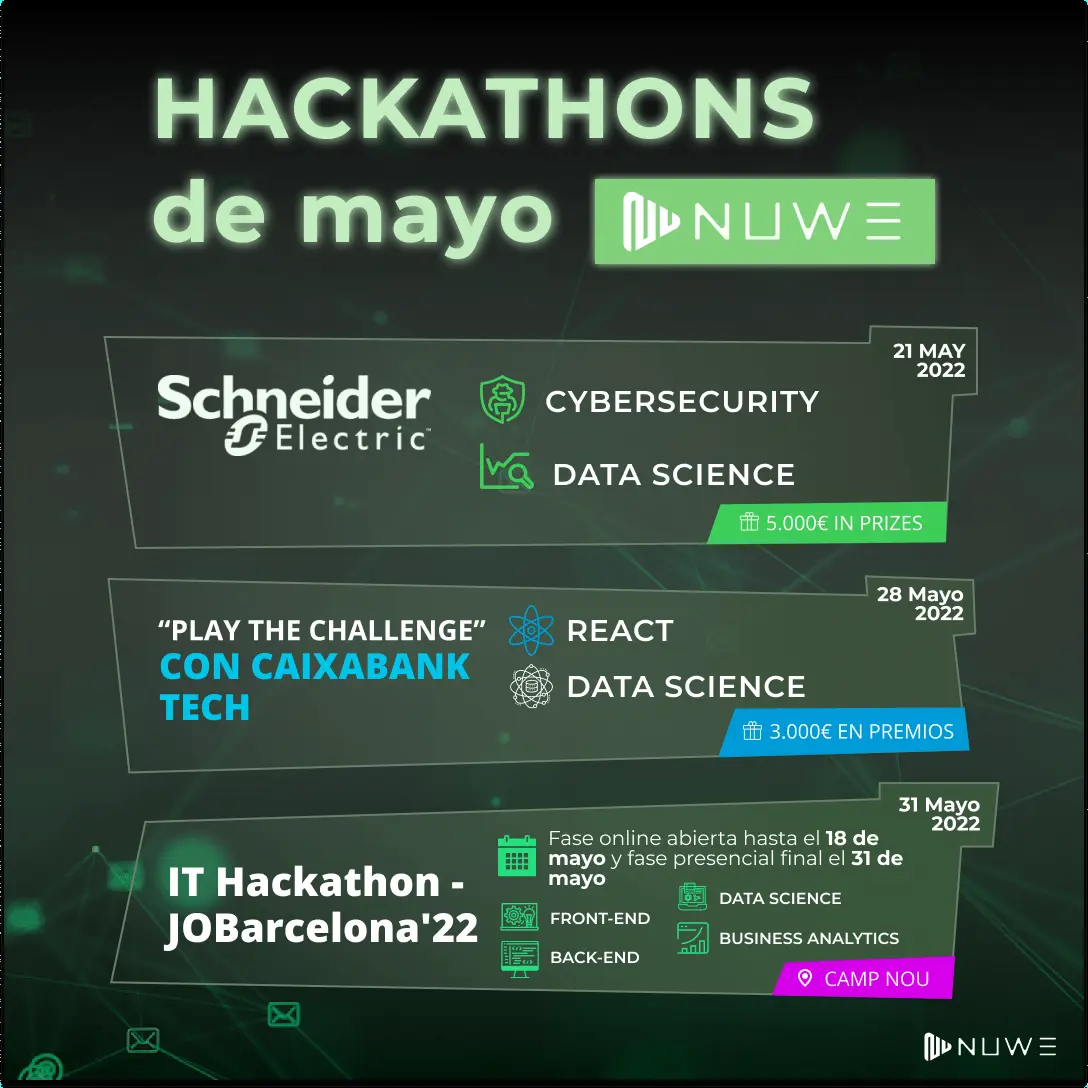 HACKATHONS
de mayo
NUWE
21 MAY
2022
Schneider
Electric™
CYBERSECURITY
DATA SCIENCE
5.000€ IN PRIZES
28 Mayo
2022
“PLAY THE CHALLENGE”
CON CAIXABANK
TECH
REACT
DATA SCIENCE
3.000€ EN PREMIOS
31 Mayo
2022
IT Hackathon -
JOBarcelona'22
Fase online abierta hasta el 18 de
mayo y fase presencial final el 31 de
mayo
FRONT-END
BACK-END
DATA SCIENCE
BUSINESS ANALYTICS
CAMP NOU
NUWE